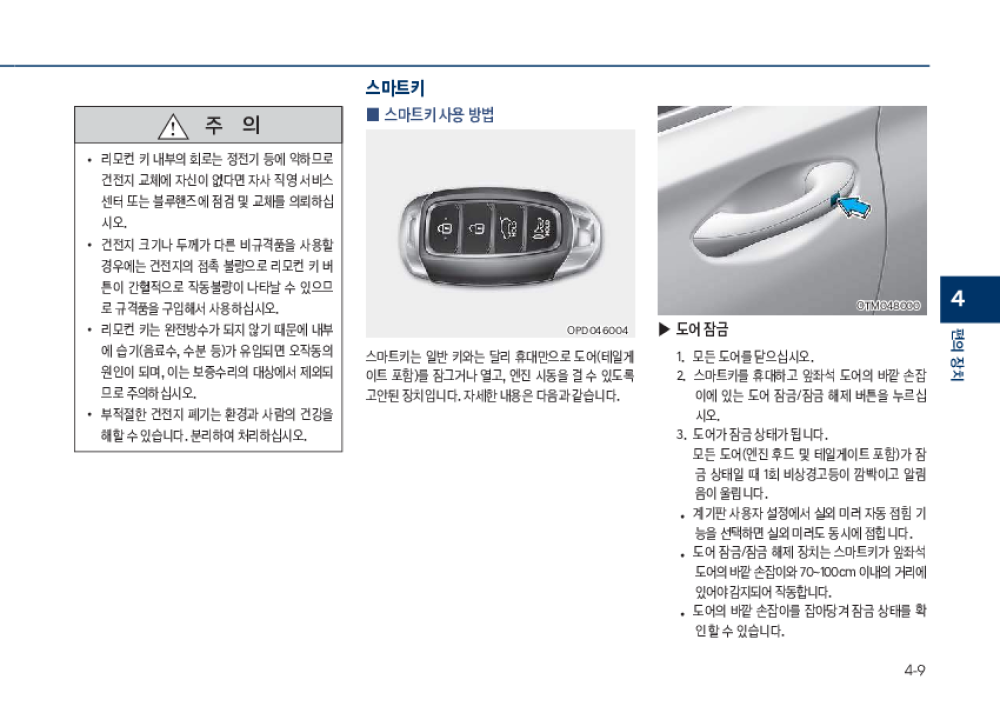 주 의
• 리모컨 키 내부의 회로는 정전기 등에 약하므로
건전지 교체에 자신이 없다면 자사 직영 서비스
센터 또는 블루핸즈에 점검 및 교체를 의뢰하십
시오.
• 건전지 크기나 두께가 다른 비규격품을 사용할
경우에는 건전지의 접촉 불량으로 리모컨 키 버
튼이 간헐적으로 작동불량이 나타날 수 있으므
로 규격품을 구입해서 사용하십시오.
• 리모컨 키는 완전방수가 되지 않기 때문에 내부
에 습기(음료수, 수분 등)가 유입되면 오작동의
원인이 되며, 이는 보증수리의 대상에서 제외되
므로 주의하십시오.
• 부적절한 건전지 폐기는 환경과 사람의 건강을
해할 수 있습니다. 분리하여 처리하십시오.
스마트키
■ 스마트키 사용 방법
HOLD
HOLD
OPD046004
스마트키는 일반 키와는 달리 휴대만으로 도어(테일게
이트 포함)를 잠그거나 열고, 엔진 시동을 걸 수 있도록
고안된 장치입니다. 자세한 내용은 다음과 같습니다.
OTM048000
▶ 도어 잠금
1. 모든 도어를 닫으십시오.
2. 스마트키를 휴대하고 앞좌석 도어의 바깥 손잡
이에 있는 도어 잠금/잠금 해제 버튼을 누르십
시오.
3. 도어가 잠금 상태가 됩니다.
모든 도어(엔진 후드 및 테일게이트 포함)가 잠
금 상태일 때 1회 비상경고등이 깜박이고 알림
음이 울립니다.
• 계기판 사용자 설정에서 실외 미러 자동 접힘 기
능을 선택하면 실외 미러도 동시에 접힙니다.
• 도어 잠금/잠금 해제 장치는 스마트키가 앞좌석
도어의 바깥 손잡이와 70~100cm 이내의 거리에
있어야 감지되어 작동합니다.
• 도어의 바깥 손잡이를 잡아당겨 잠금 상태를 확
인할 수 있습니다.
4
편의 장치
4-9